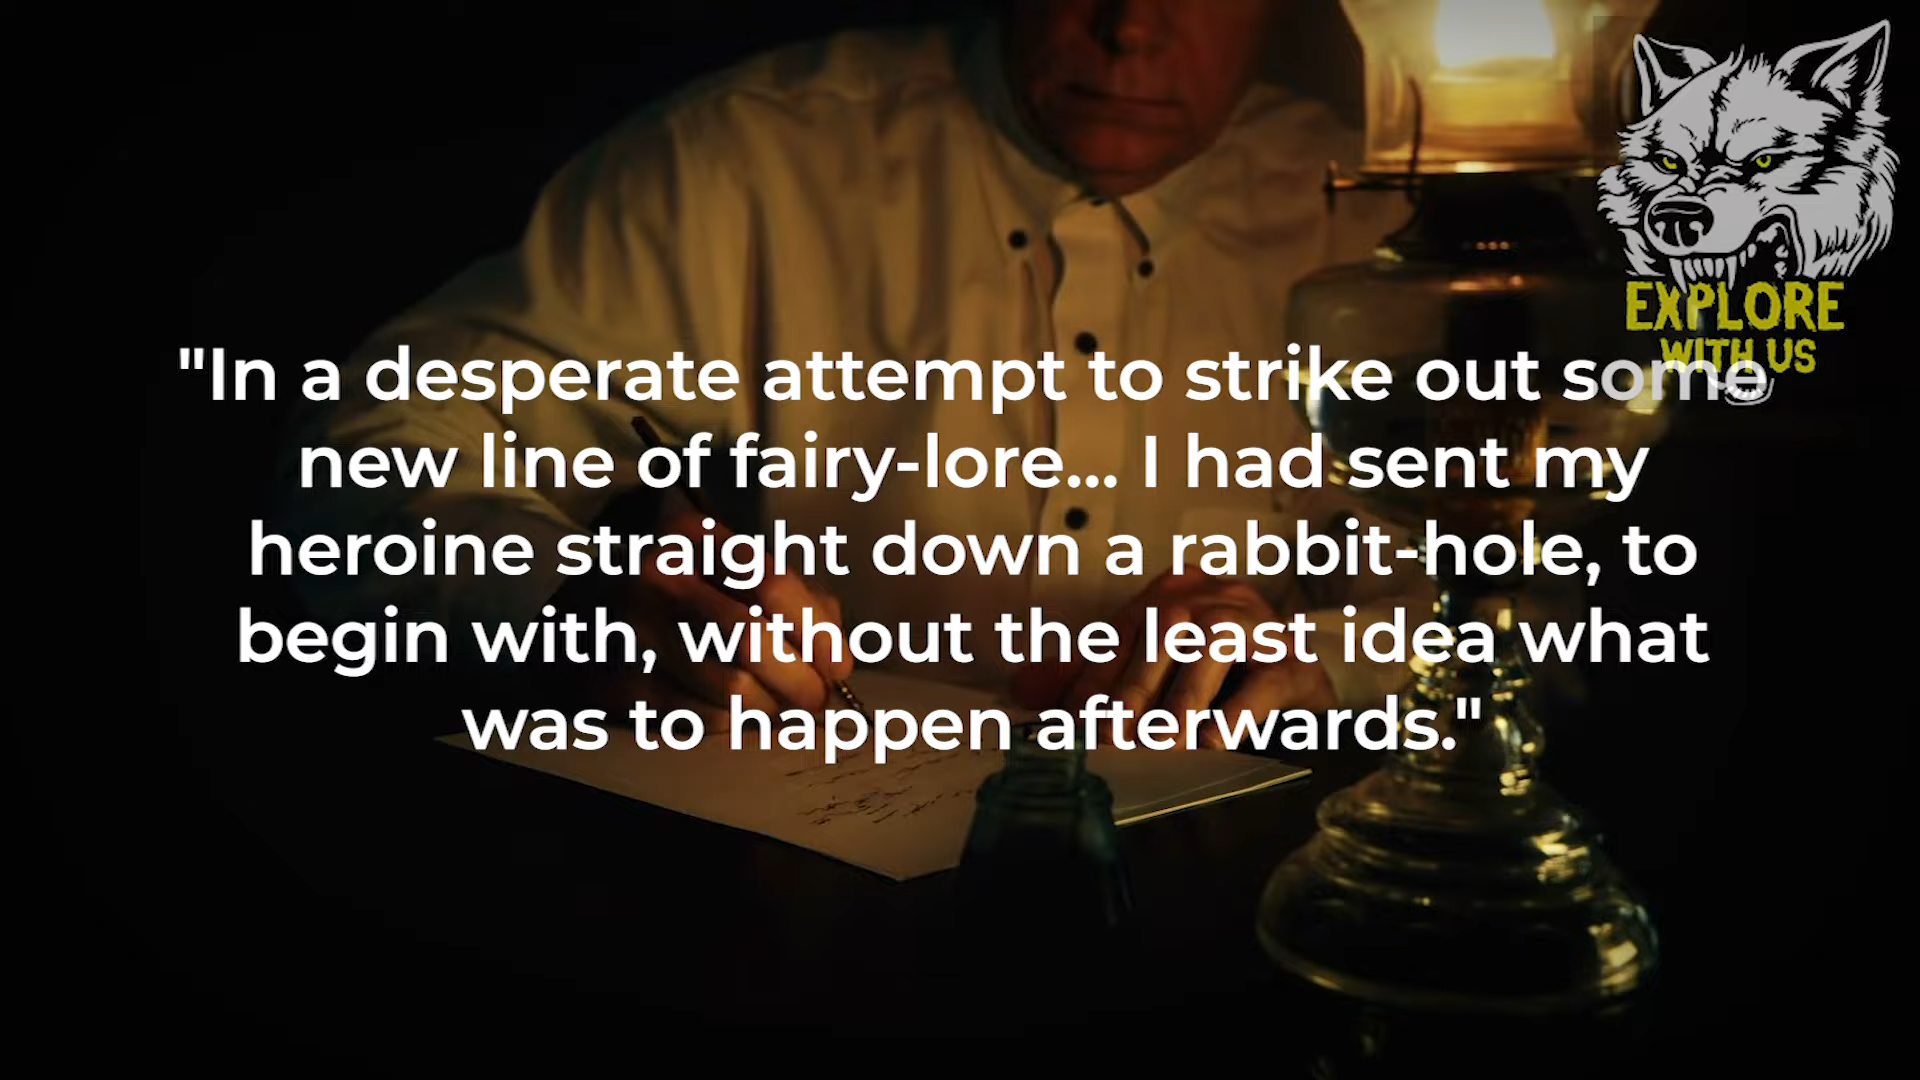 EXPLORE
WITH US
"In a desperate attempt to strike out some
new line of fairy-lore... I had sent my
heroine straight down a rabbit-hole, to
begin with, without the least idea what
was to happen afterwards."